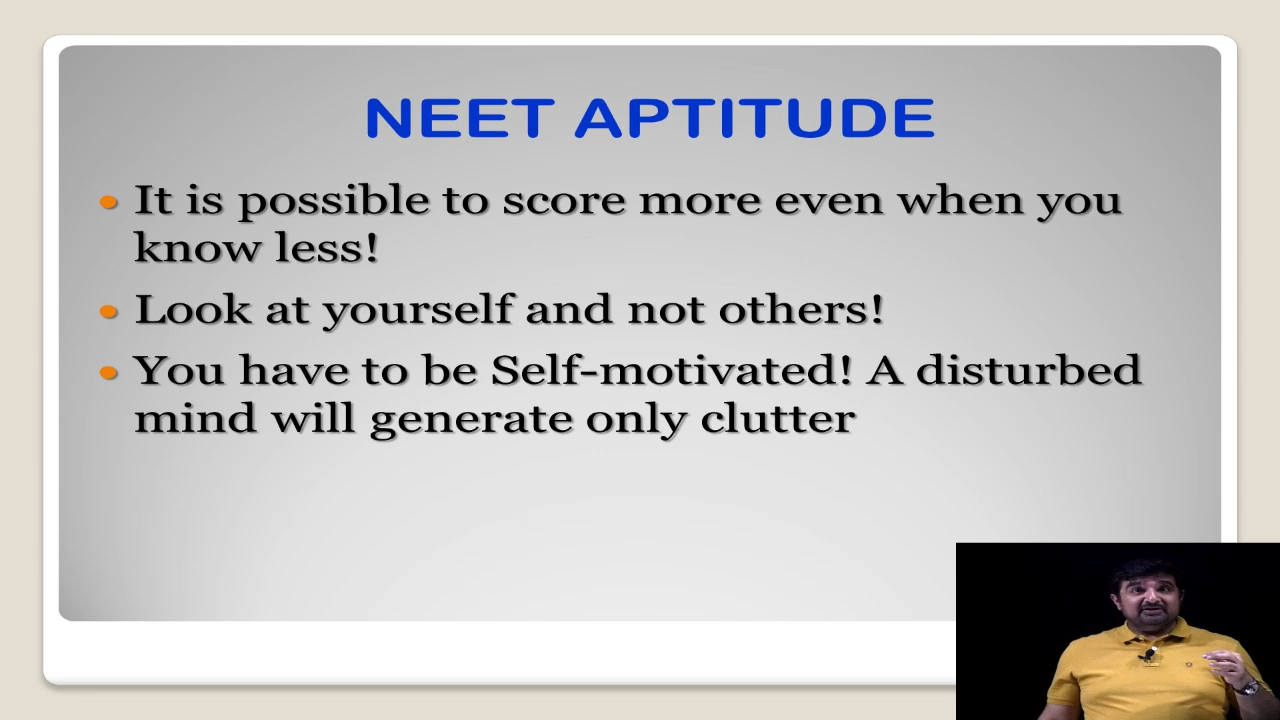 NEET APTITUDE
It is possible to score more even when you
know less!
Look at yourself and not others!
You have to be Self-motivated! A disturbed
mind will generate only clutter